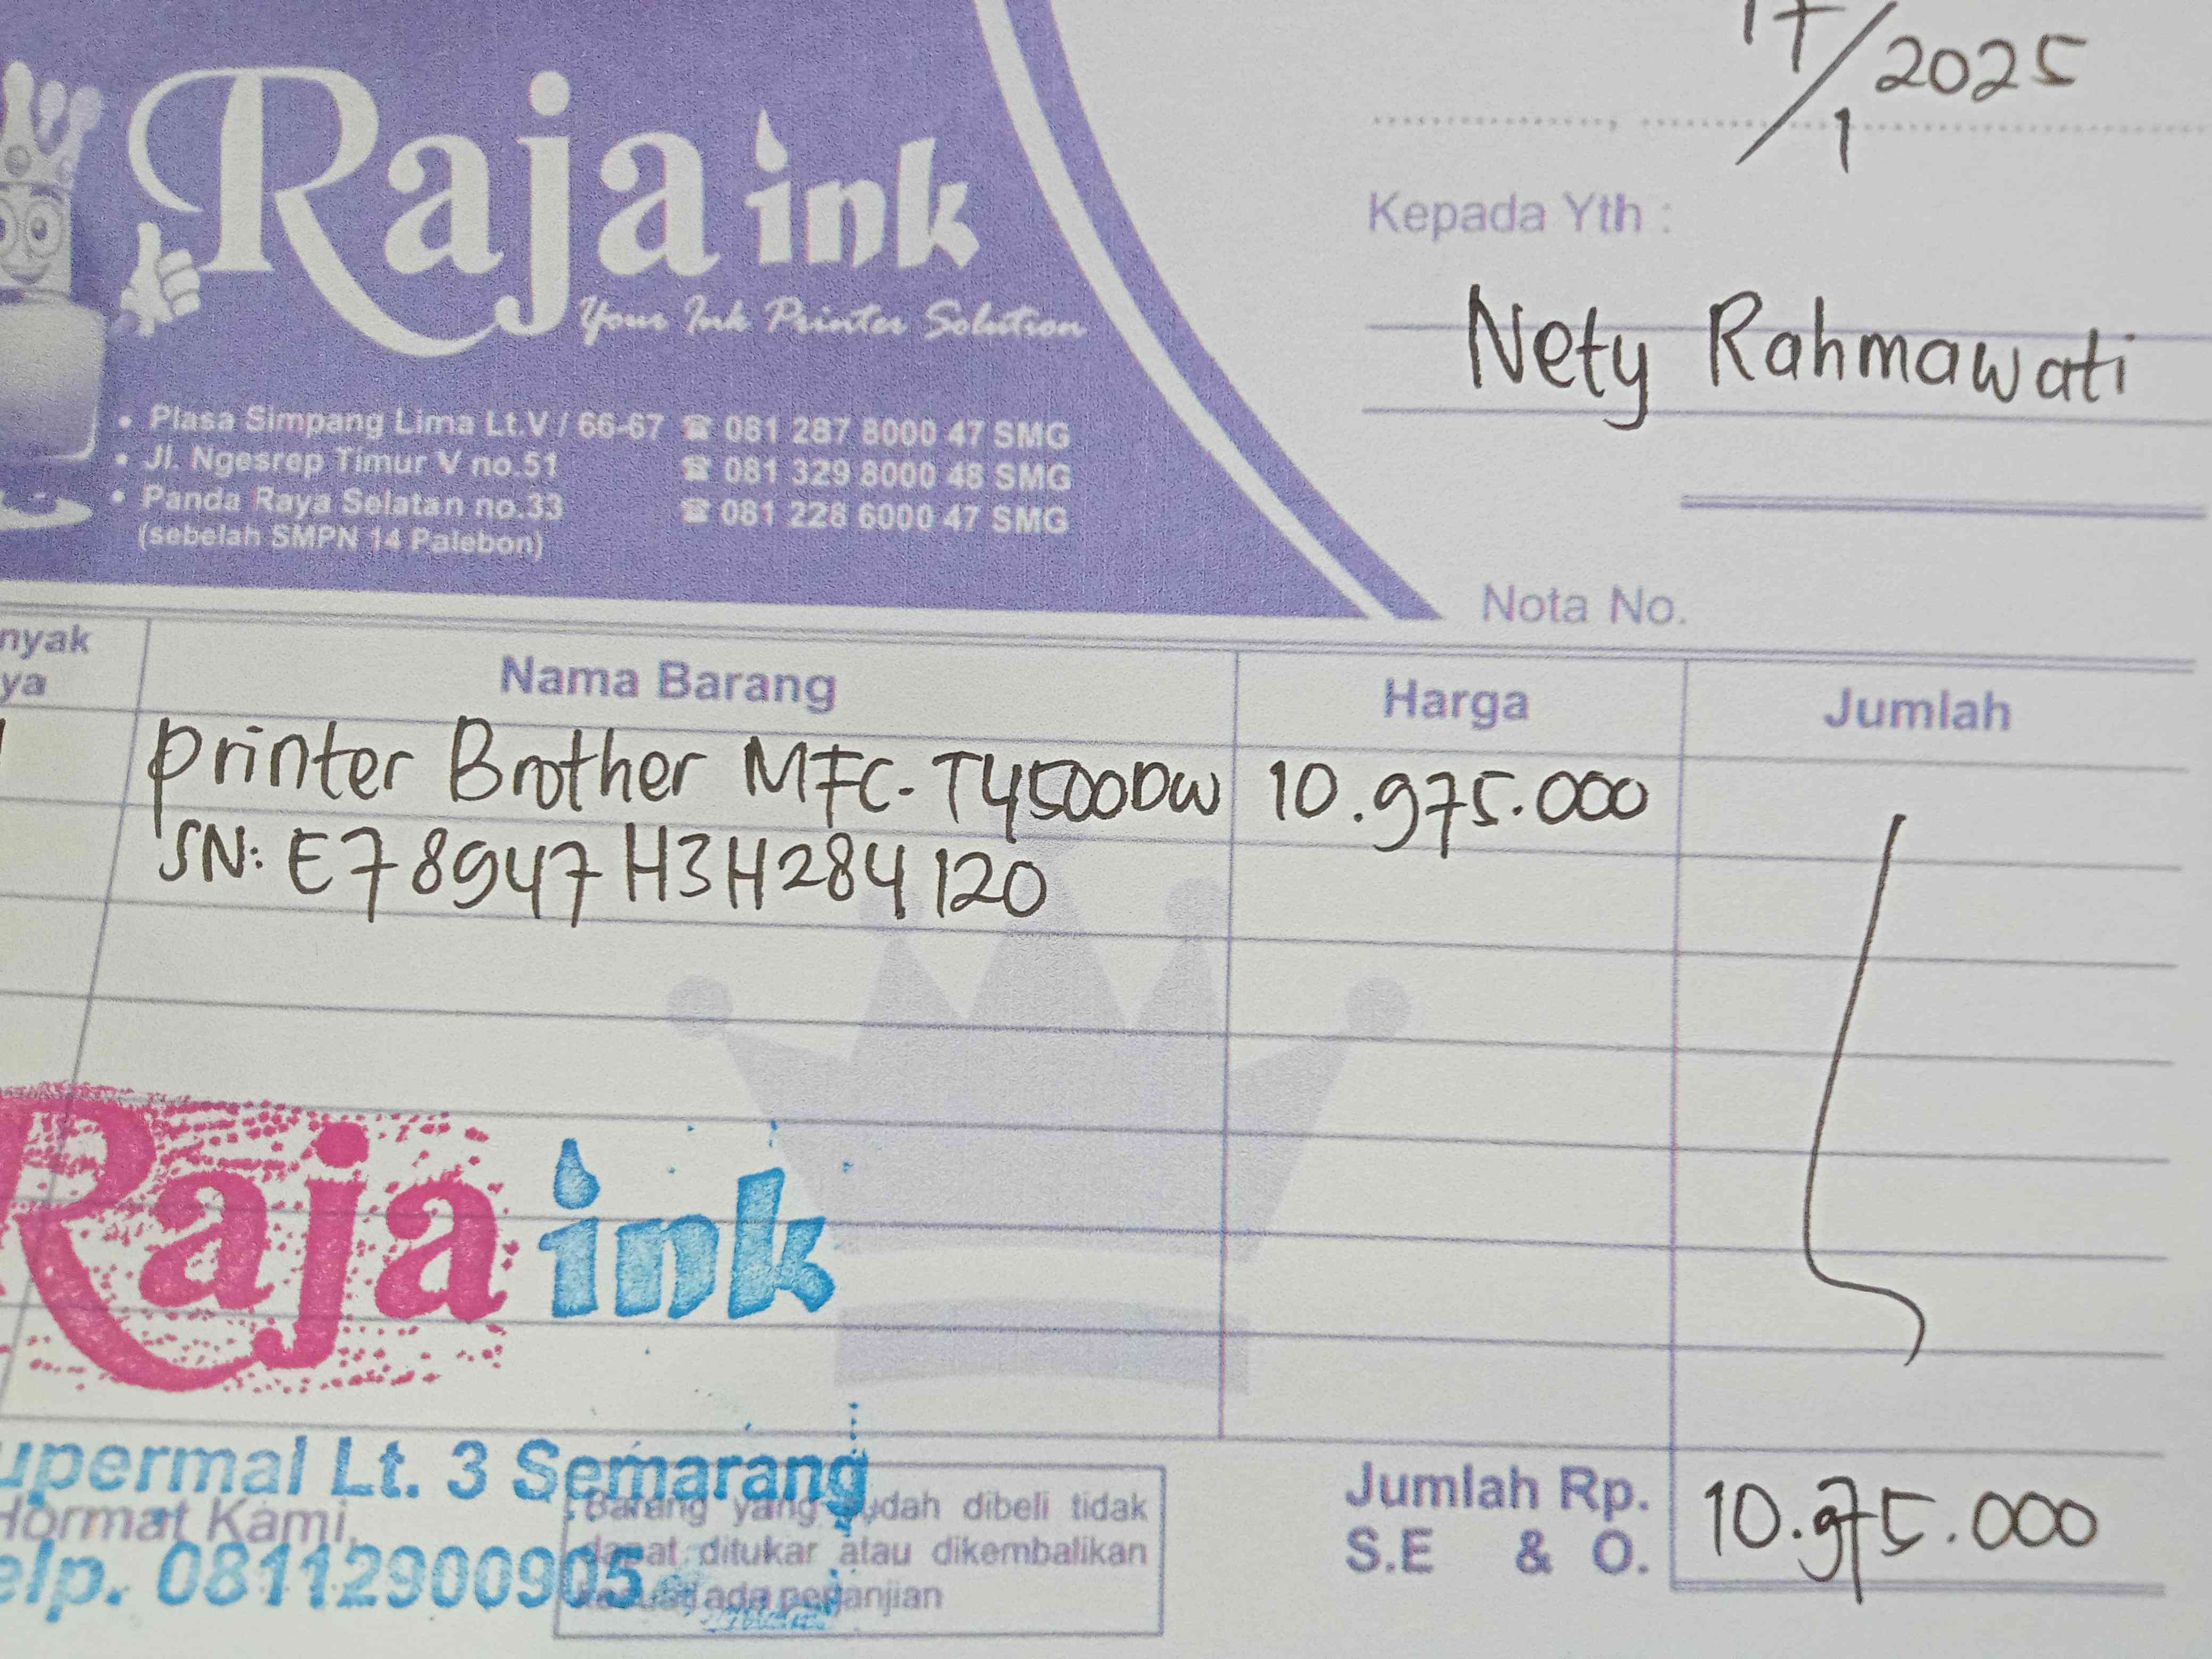 17/1 2025
Raja ink
Your Ink Printer Solution
Kepada Yth :
Nety Rahmawati
• Plasa Simpang Lima Lt.V / 66-67 ☎ 081 287 8000 47 SMG
• Jl. Ngesrep Timur V no.51 ☎ 081 329 8000 48 SMG
• Panda Raya Selatan no.33 ☎ 081 228 6000 47 SMG
(sebelah SMPN 14 Palebon)
Nota No.
nyak
ya
Nama Barang Harga Jumlah
1 Printer Brother MFC-T4500DW 10.975.000
SN: E78947H3H284120
Raja ink
upermal Lt. 3 Semarang
Hormat Kami,
elp. 08112900905
Barang yang sudah dibeli tidak
dapat ditukar atau dikembalikan
kecuali ada perjanjian
Jumlah Rp. 10.975.000
S.E & O.